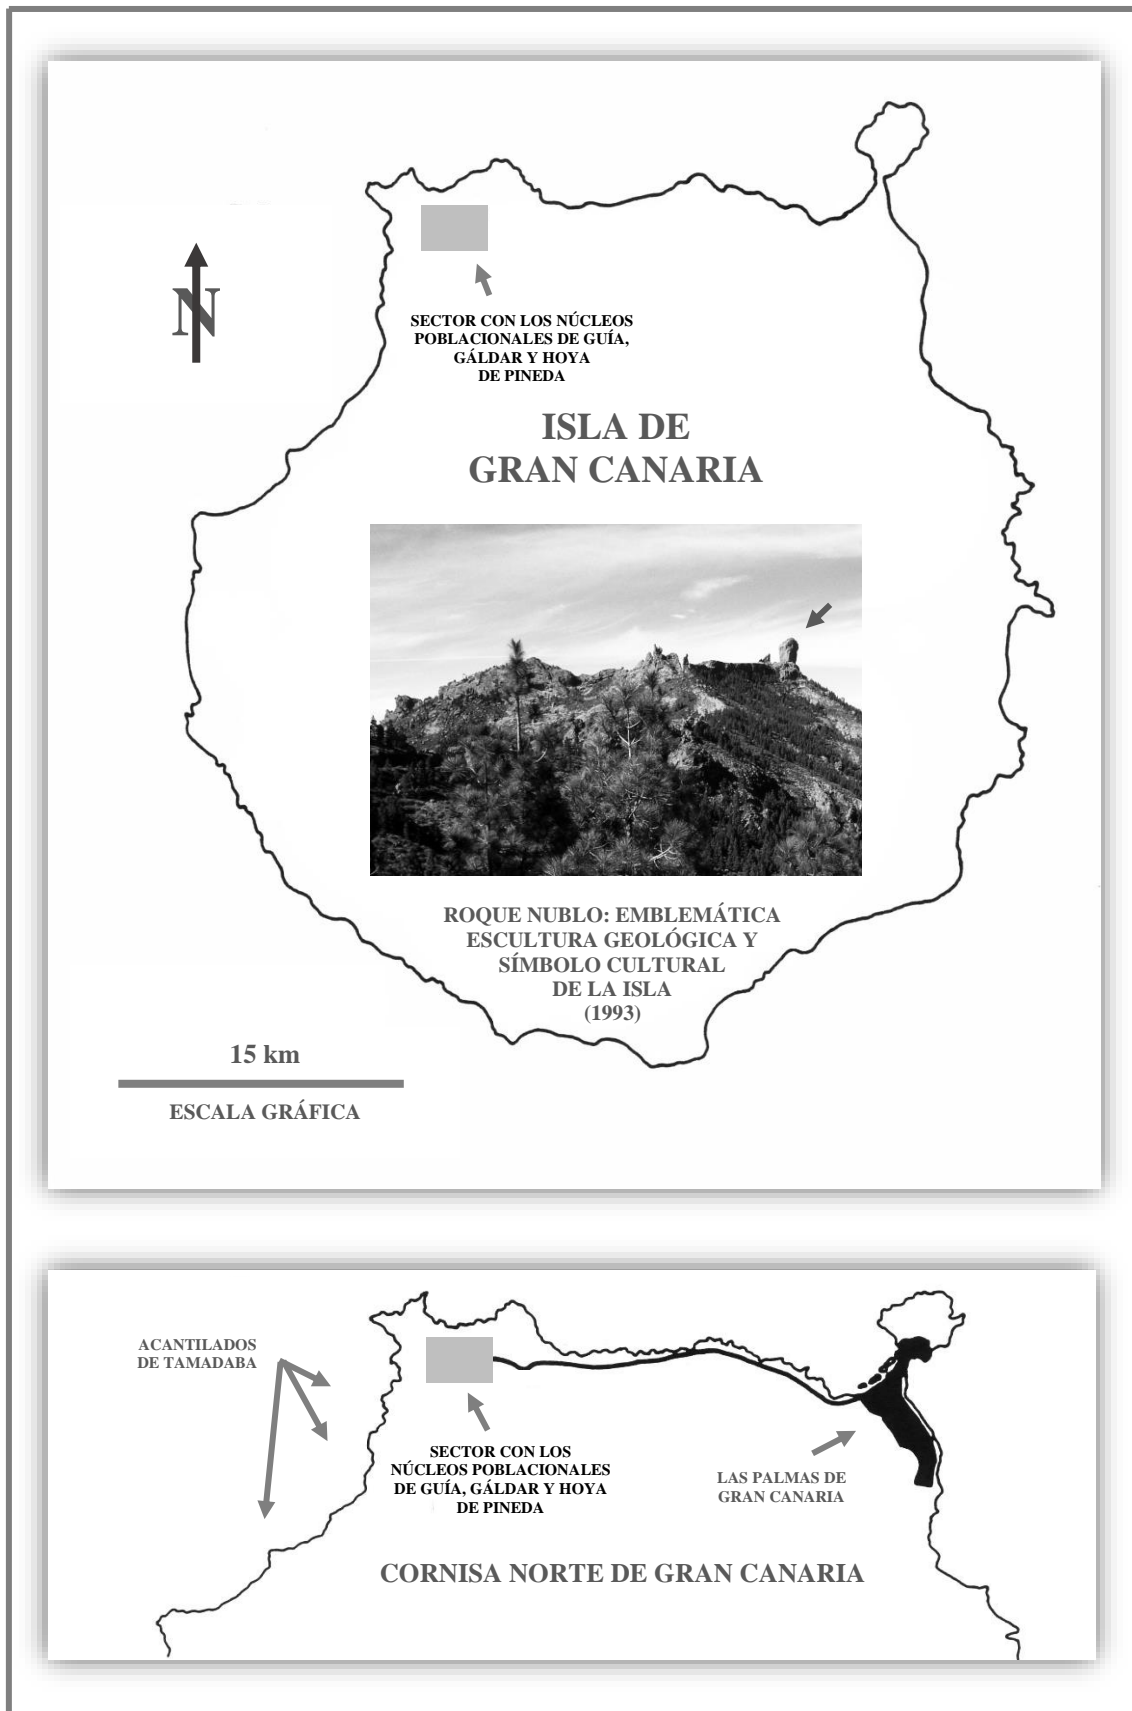 N
SECTOR CON LOS NÚCLEOS
POBLACIONALES DE GUÍA,
GÁLDAR Y HOYA
DE PINEDA
ISLA DE
GRAN CANARIA
ROQUE NUBLO: EMBLEMÁTICA
ESCULTURA GEOLÓGICA Y
SÍMBOLO CULTURAL
DE LA ISLA
(1993)
15 km
ESCALA GRÁFICA
ACANTILADOS
DE TAMADABA
SECTOR CON LOS
NÚCLEOS POBLACIONALES
DE GUÍA, GÁLDAR Y HOYA
DE PINEDA
LAS PALMAS DE
GRAN CANARIA
CORNISA NORTE DE GRAN CANARIA